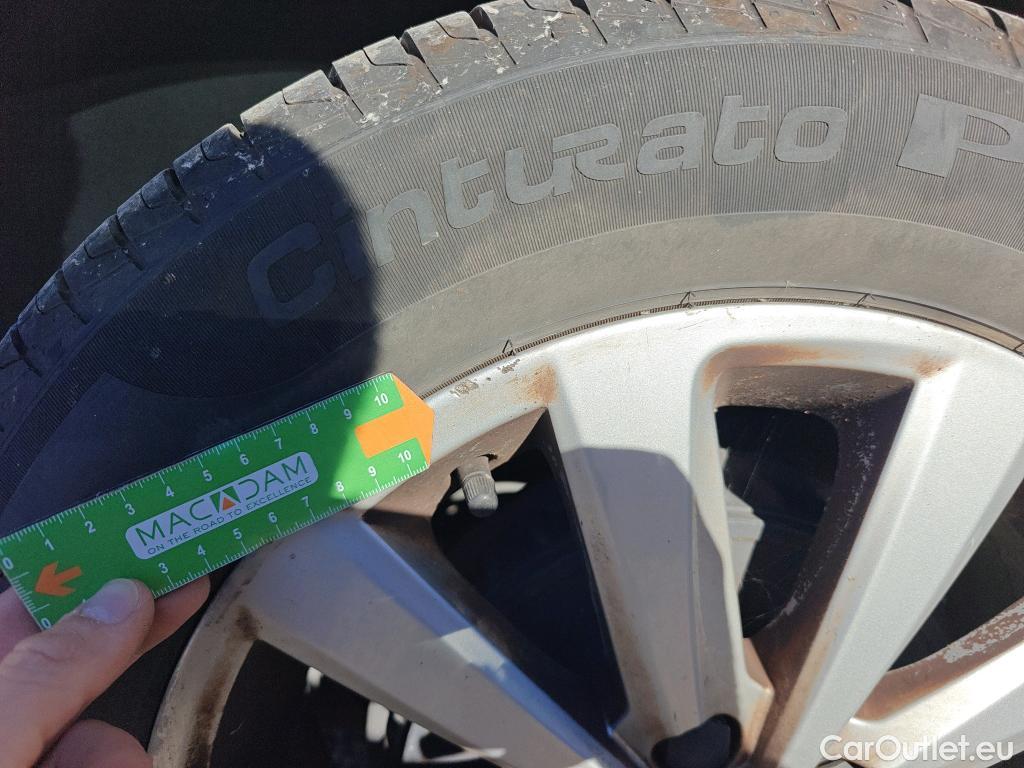 Cinturato P
0 1 2 3 4 5 6 7 8 9 10
MACADAM
ON THE ROAD TO EXCELLENCE
0 3 4 5 6 7 8 9 10
CarOutlet.eu